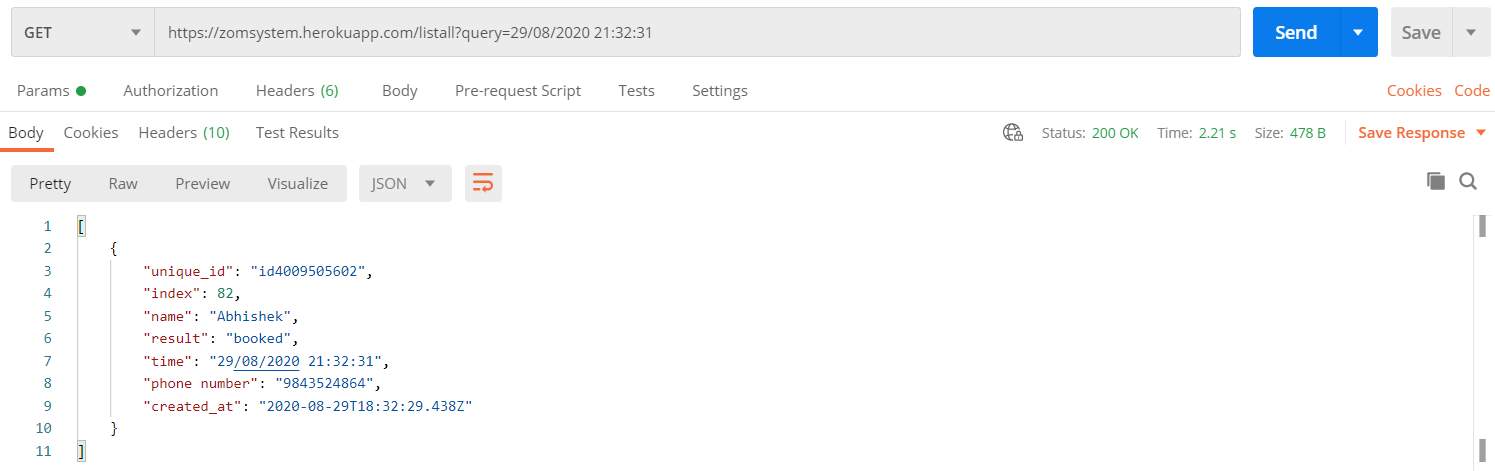 GET https://zomsystem.herokuapp.com/listall?query=29/08/2020 21:32:31 Send Save
Params Authorization Headers (6) Body Pre-request Script Tests Settings Cookies Code
Body Cookies Headers (10) Test Results Status: 200 OK Time: 2.21 s Size: 478 B Save Response
Pretty Raw Preview Visualize JSON
1 [
2 {
3 "unique_id": "id4009505602",
4 "index": 82,
5 "name": "Abhishek",
6 "result": "booked",
7 "time": "29/08/2020 21:32:31",
8 "phone number": "9843524864",
9 "created_at": "2020-08-29T18:32:29.438Z"
10 }
11 ]